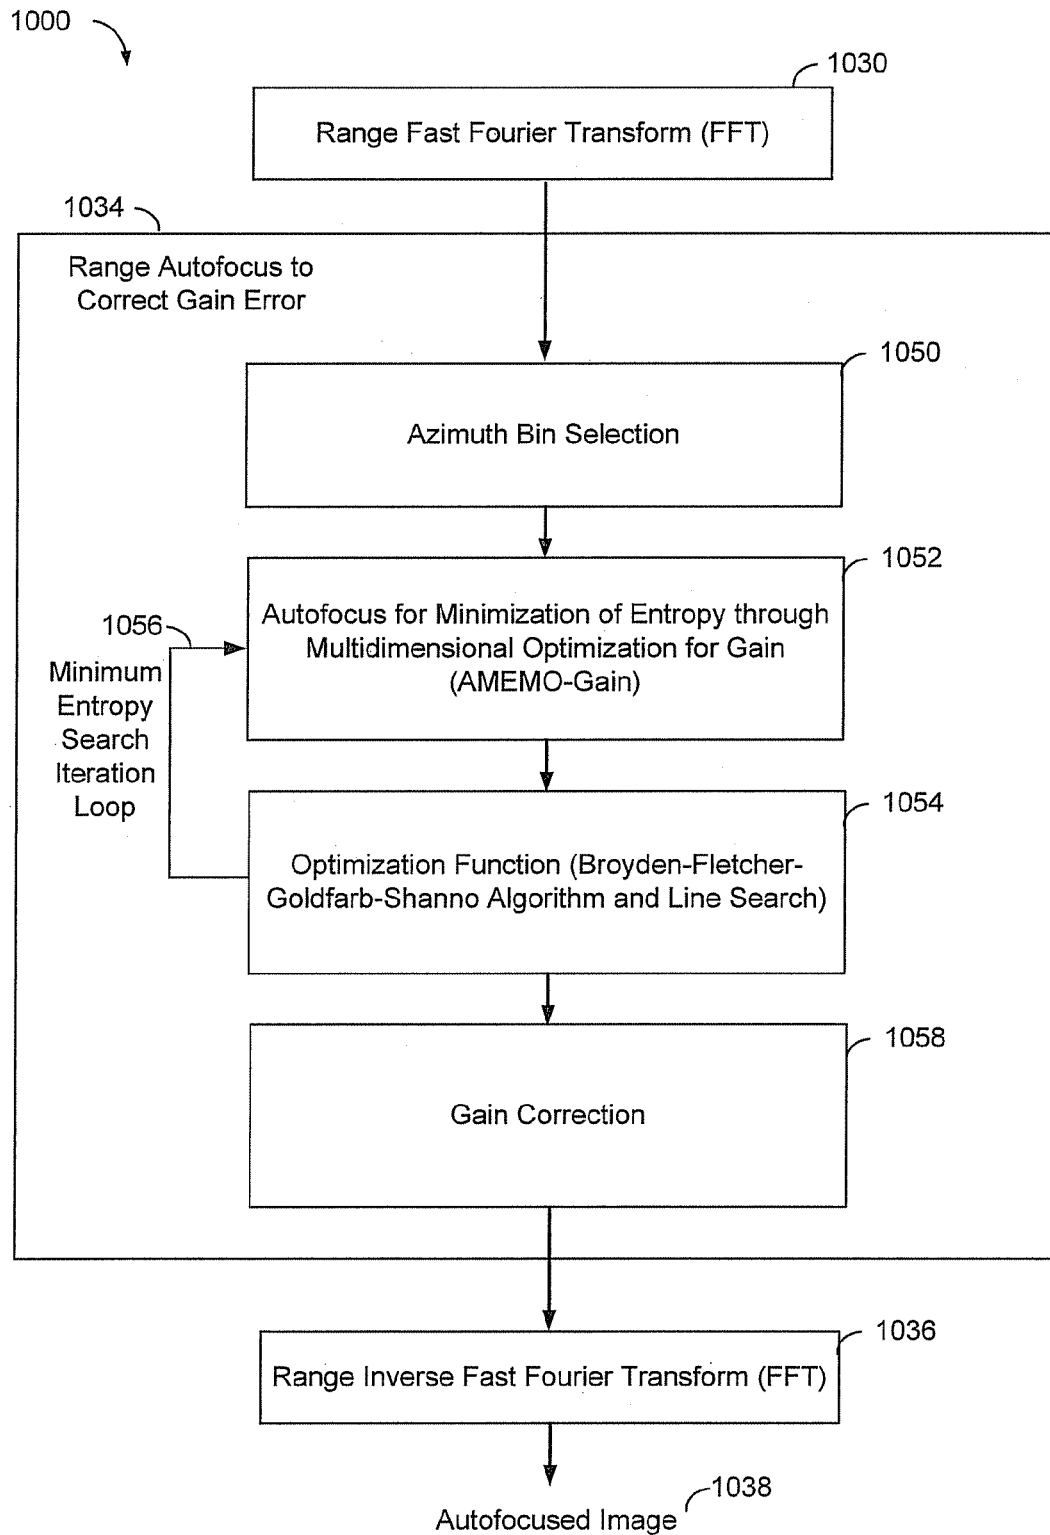 1000
1030
Range Fast Fourier Transform (FFT)
1034
Range Autofocus to
Correct Gain Error
1050
Azimuth Bin Selection
1052
Autofocus for Minimization of Entropy through
Multidimensional Optimization for Gain
(AMEMO-Gain)
1056
Minimum
Entropy
Search
Iteration
Loop
1054
Optimization Function (Broyden-Fletcher-
Goldfarb-Shanno Algorithm and Line Search)
1058
Gain Correction
1036
Range Inverse Fast Fourier Transform (FFT)
1038
Autofocused Image